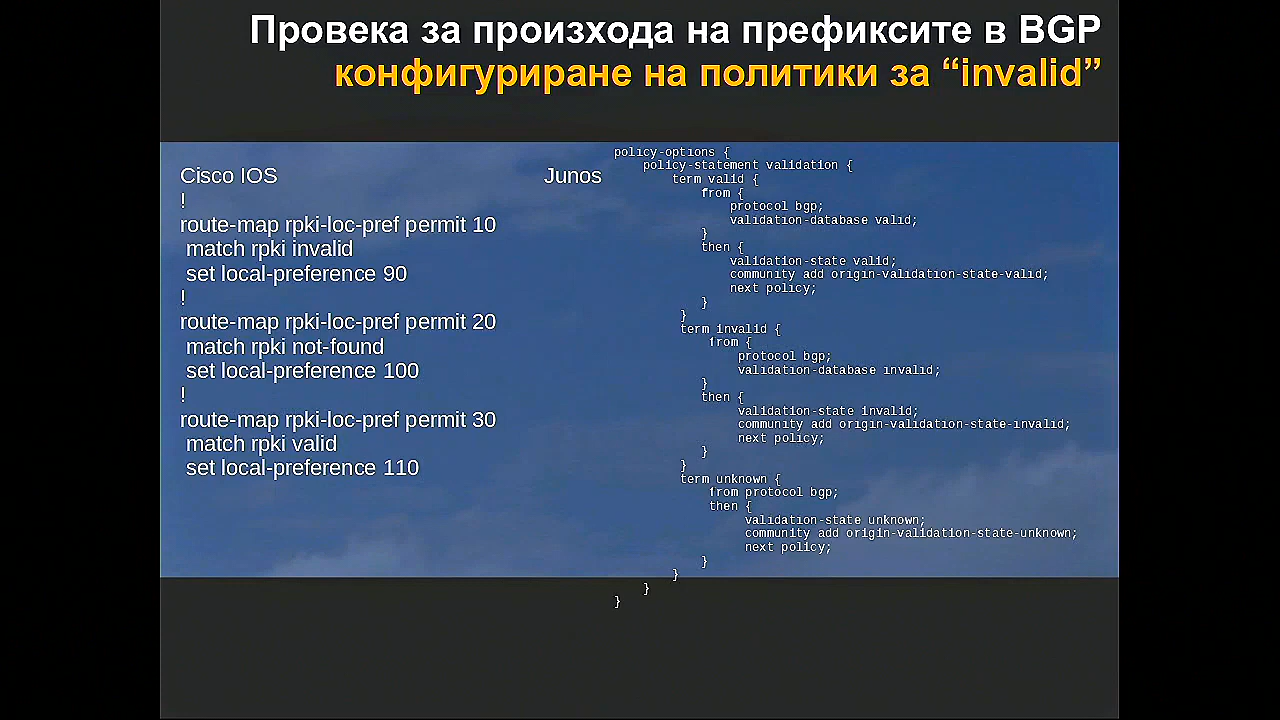 Провека за произхода на префиксите в BGP
конфигуриране на политики за “invalid”
Cisco IOS
!
route-map rpki-loc-pref permit 10
match rpki invalid
set local-preference 90
!
route-map rpki-loc-pref permit 20
match rpki not-found
set local-preference 100
!
route-map rpki-loc-pref permit 30
match rpki valid
set local-preference 110
Junos
policy-options {
policy-statement validation {
term valid {
from {
protocol bgp;
validation-database valid;
}
then {
validation-state valid;
community add origin-validation-state-valid;
next policy;
}
}
term invalid {
from {
protocol bgp;
validation-database invalid;
}
then {
validation-state invalid;
community add origin-validation-state-invalid;
next policy;
}
}
term unknown {
from protocol bgp;
then {
validation-state unknown;
community add origin-validation-state-unknown;
next policy;
}
}
}
}